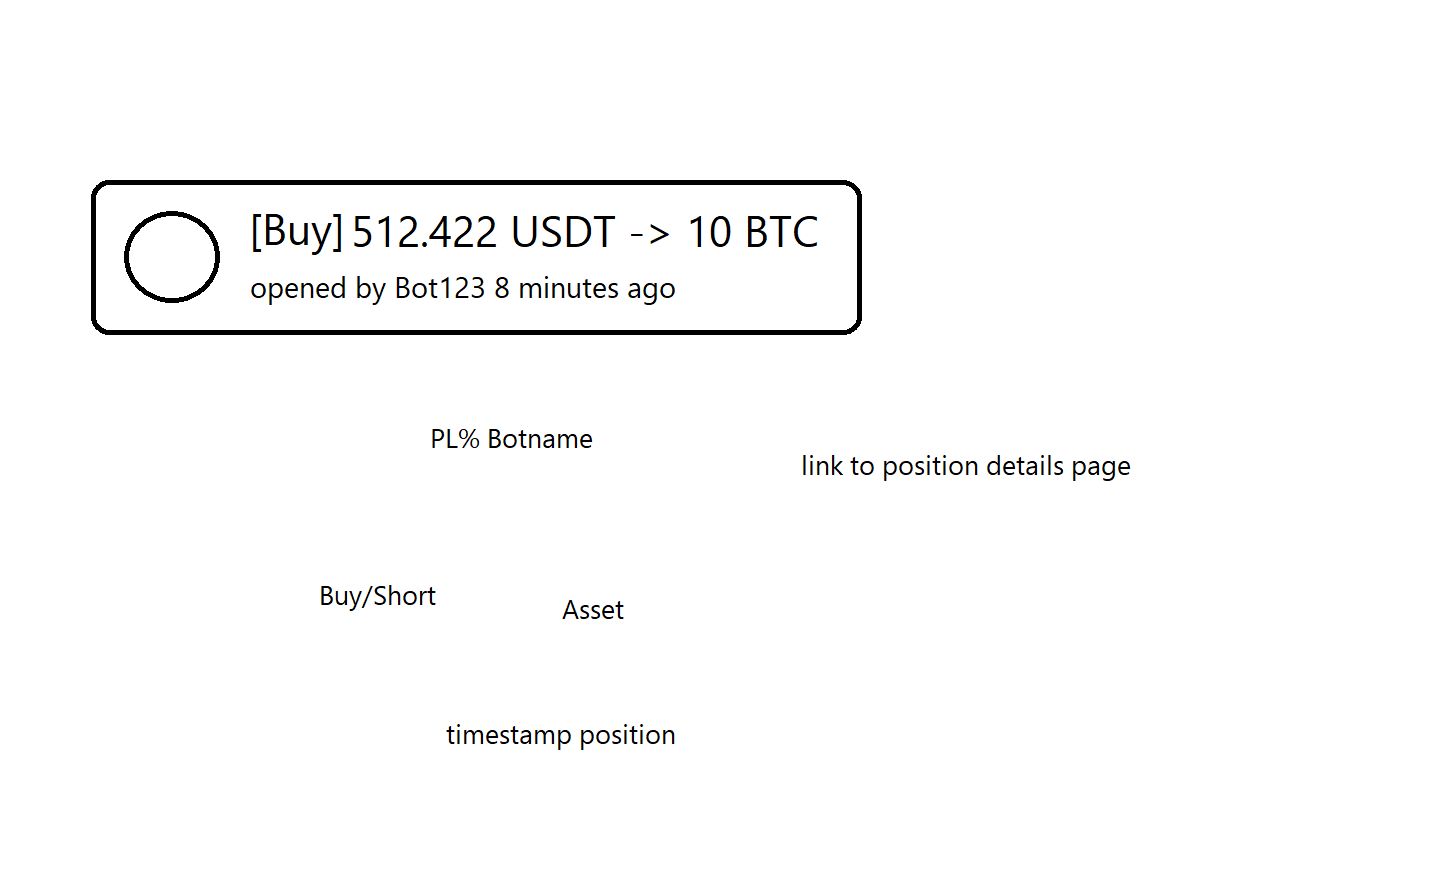 [Buy] 512.422 USDT -> 10 BTC
opened by Bot123 8 minutes ago
PL% Botname
link to position details page
Buy/Short
Asset
timestamp position